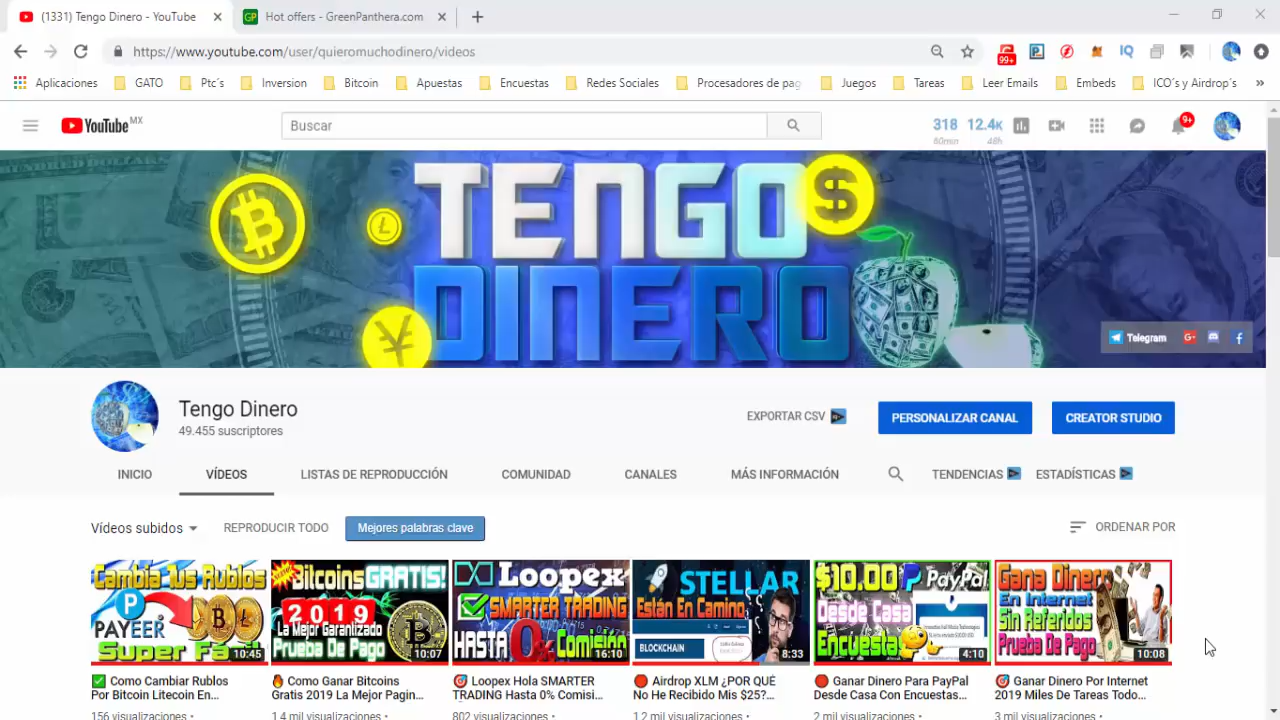 (1331) Tengo Dinero - YouTube
Hot offers - GreenPanthera.com
https://www.youtube.com/user/quieromuchodinero/videos
99+
IQ
Aplicaciones
GATO
Ptc´s
Inversion
Bitcoin
Apuestas
Encuestas
Redes Sociales
Procesadores de pag
Juegos
Tareas
Leer Emails
Embeds
ICO´s y Airdrop's
»
YouTube MX
Buscar
318 12.4K
60min 48h
9+
TENGO
DINERO
Telegram
Tengo Dinero
49.455 suscriptores
EXPORTAR CSV
PERSONALIZAR CANAL
CREATOR STUDIO
INICIO
VÍDEOS
LISTAS DE REPRODUCCIÓN
COMUNIDAD
CANALES
MÁS INFORMACIÓN
TENDENCIAS
ESTADÍSTICAS
Vídeos subidos
REPRODUCIR TODO
Mejores palabras clave
ORDENAR POR
Cambia Tus Rublos
PAYEER
Super Fácil
10:45
Bitcoins GRATIS!
2019
La Mejor Garantizado
Prueba De Pago
10:07
Loopex
SMARTER TRADING
HASTA 0% Comisión
16:10
STELLAR
Están En Camino
BLOCKCHAIN
8:33
$10.00 PayPal
Desde Casa
Encuestas
4:10
Gana Dinero
En Internet
Sin Referidos
Prueba De Pago
10:08
Como Cambiar Rublos
Por Bitcoin Litecoin En...
156 visualizaciones •
Como Ganar Bitcoins
Gratis 2019 La Mejor Pagin...
1,4 mil visualizaciones •
Loopex Hola SMARTER
TRADING Hasta 0% Comisi...
802 visualizaciones •
Airdrop XLM ¿POR QUÉ
No He Recibido Mis $25?...
1,2 mil visualizaciones •
Ganar Dinero Para PayPal
Desde Casa Con Encuestas...
2 mil visualizaciones •
Ganar Dinero Por Internet
2019 Miles De Tareas Todo...
3 mil visualizaciones •